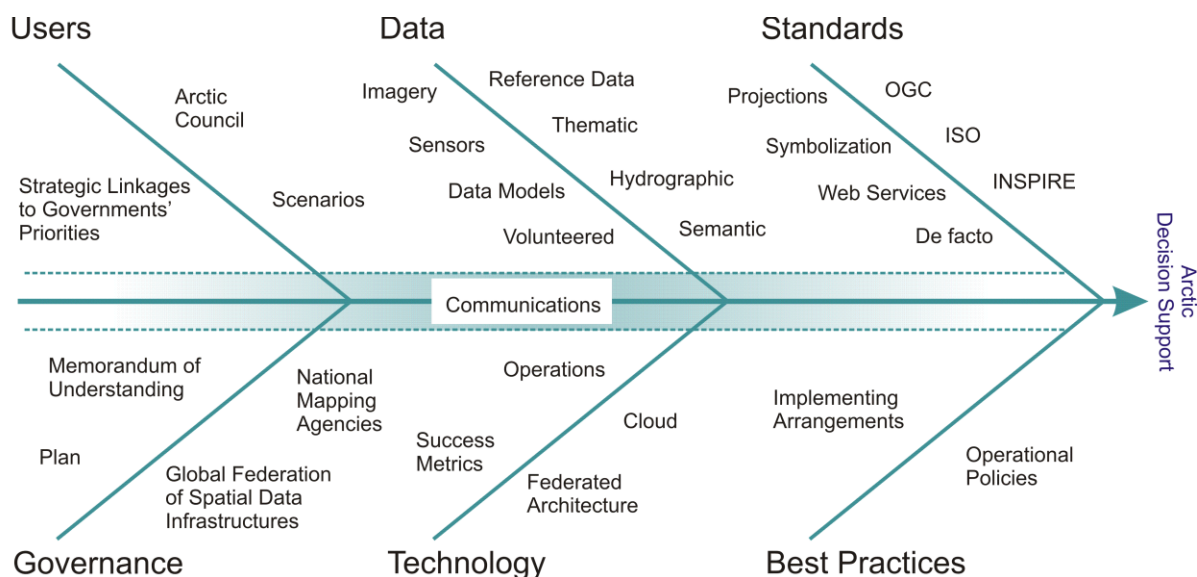 Users
Data
Standards
Arctic
Council
Strategic Linkages
to Governments'
Priorities
Scenarios
Imagery
Reference Data
Sensors
Thematic
Data Models
Hydrographic
Volunteered
Semantic
Projections
OGC
Symbolization
ISO
Web Services
INSPIRE
De facto
Communications
Arctic
Decision Support
Memorandum of
Understanding
National
Mapping
Agencies
Plan
Global Federation
of Spatial Data
Infrastructures
Operations
Cloud
Success
Metrics
Federated
Architecture
Implementing
Arrangements
Operational
Policies
Governance
Technology
Best Practices